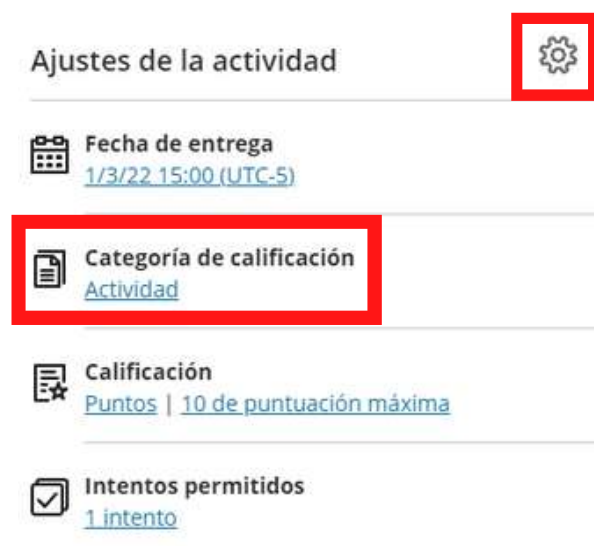 Ajustes de la actividad
Fecha de entrega
1/3/22 15:00 (UTC-5)
Categoría de calificación
Actividad
Calificación
Puntos | 10 de puntuación máxima
Intentos permitidos
1 intento